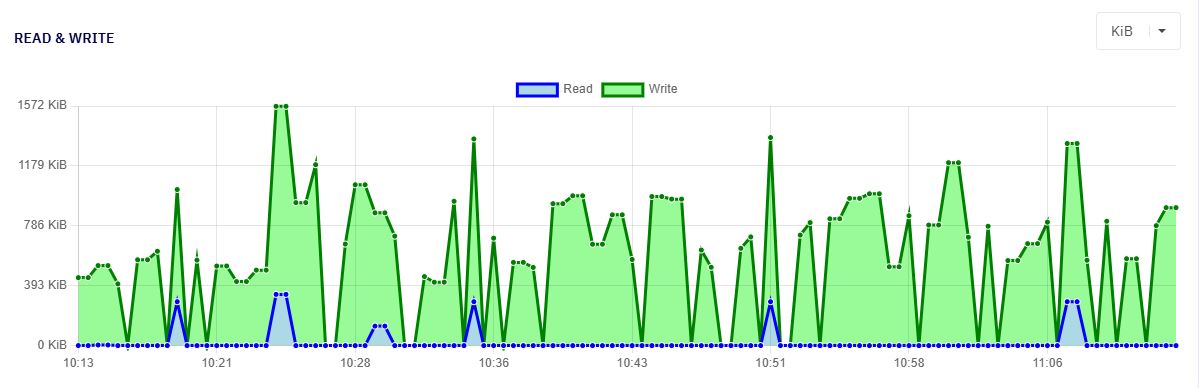 READ & WRITE
KiB
Read Write
1572 KiB
1179 KiB
786 KiB
393 KiB
0 KiB
10:13 10:21 10:28 10:36 10:43 10:51 10:58 11:06